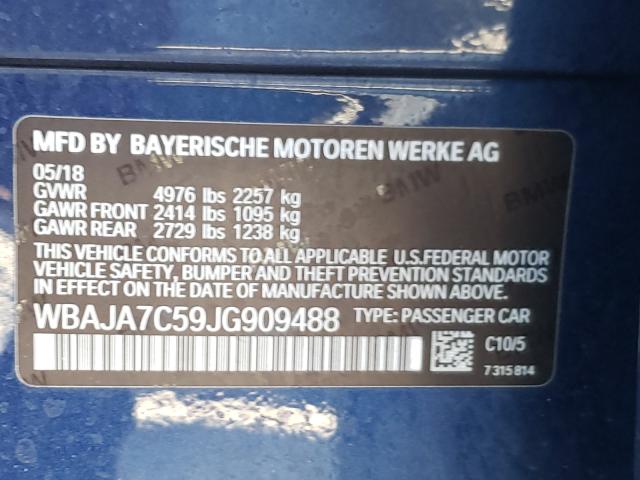 MFD BY BAYERISCHE MOTOREN WERKE AG
05/18
GVWR 4976 lbs 2257 kg
GAWR FRONT 2414 lbs 1095 kg
GAWR REAR 2729 lbs 1238 kg
THIS VEHICLE CONFORMS TO ALL APPLICABLE U.S.FEDERAL MOTOR
VEHICLE SAFETY, BUMPER AND THEFT PREVENTION STANDARDS
IN EFFECT ON THE DATE OF MANUFACTURE SHOWN ABOVE.
WBAJA7C59JG909488 TYPE: PASSENGER CAR
C10/5
7315814